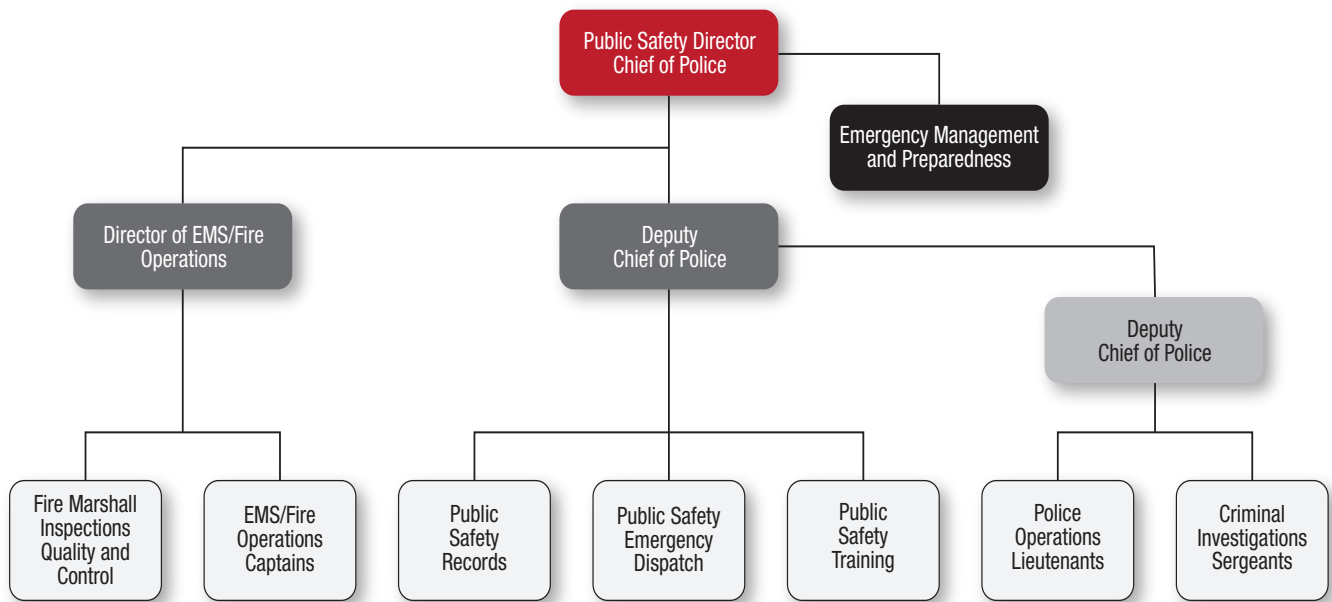 Public Safety Director
Chief of Police
Emergency Management
and Preparedness
Director of EMS/Fire
Operations
Deputy
Chief of Police
Deputy
Chief of Police
Fire Marshall
Inspections
Quality and
Control
EMS/Fire
Operations
Captains
Public
Safety
Records
Public Safety
Emergency
Dispatch
Public
Safety
Training
Police
Operations
Lieutenants
Criminal
Investigations
Sergeants